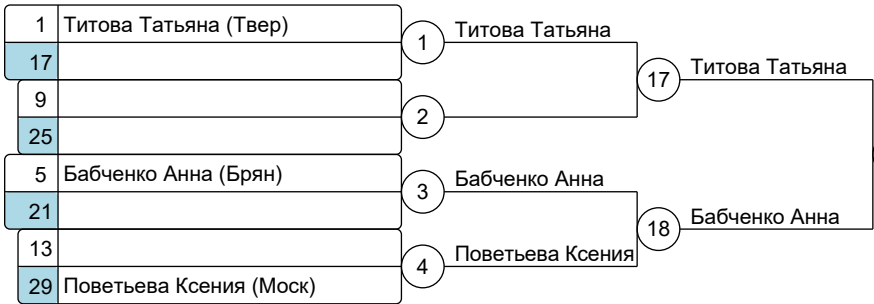 1 Титова Татьяна (Твер)
17
1 Титова Татьяна
17 Титова Татьяна
9
25
2
5 Бабченко Анна (Брян)
21
3 Бабченко Анна
18 Бабченко Анна
13
29 Поветьева Ксения (Моск)
4 Поветьева Ксения